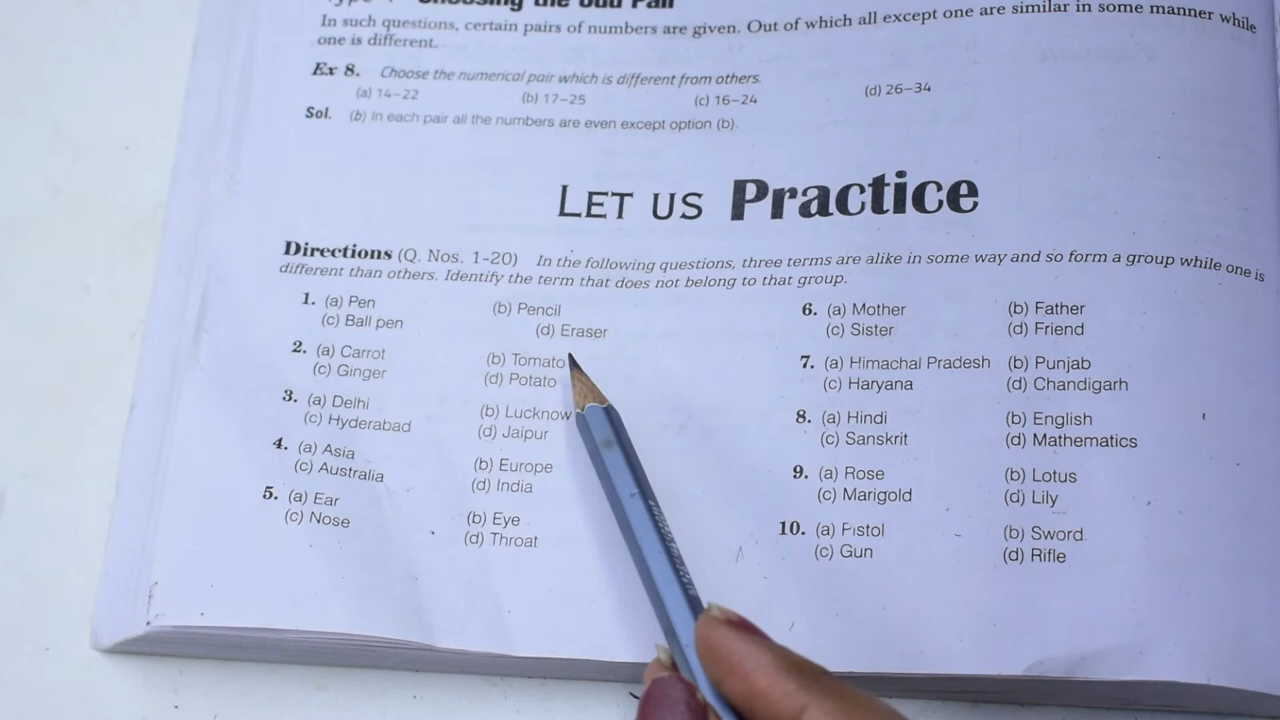 Choosing the Odd Pair
In such questions, certain pairs of numbers are given. Out of which all except one are similar in some manner while
one is different.
Ex 8. Choose the numerical pair which is different from others.
(a) 14–22 (b) 17–25 (c) 16–24 (d) 26–34
Sol. (b) In each pair all the numbers are even except option (b).
LET US Practice
Directions (Q. Nos. 1-20) In the following questions, three terms are alike in some way and so form a group while one is
different than others. Identify the term that does not belong to that group.
1. (a) Pen (b) Pencil
(c) Ball pen (d) Eraser
2. (a) Carrot (b) Tomato
(c) Ginger (d) Potato
3. (a) Delhi (b) Lucknow
(c) Hyderabad (d) Jaipur
4. (a) Asia (b) Europe
(c) Australia (d) India
5. (a) Ear (b) Eye
(c) Nose (d) Throat
6. (a) Mother (b) Father
(c) Sister (d) Friend
7. (a) Himachal Pradesh (b) Punjab
(c) Haryana (d) Chandigarh
8. (a) Hindi (b) English
(c) Sanskrit (d) Mathematics
9. (a) Rose (b) Lotus
(c) Marigold (d) Lily
10. (a) Pistol (b) Sword
(c) Gun (d) Rifle